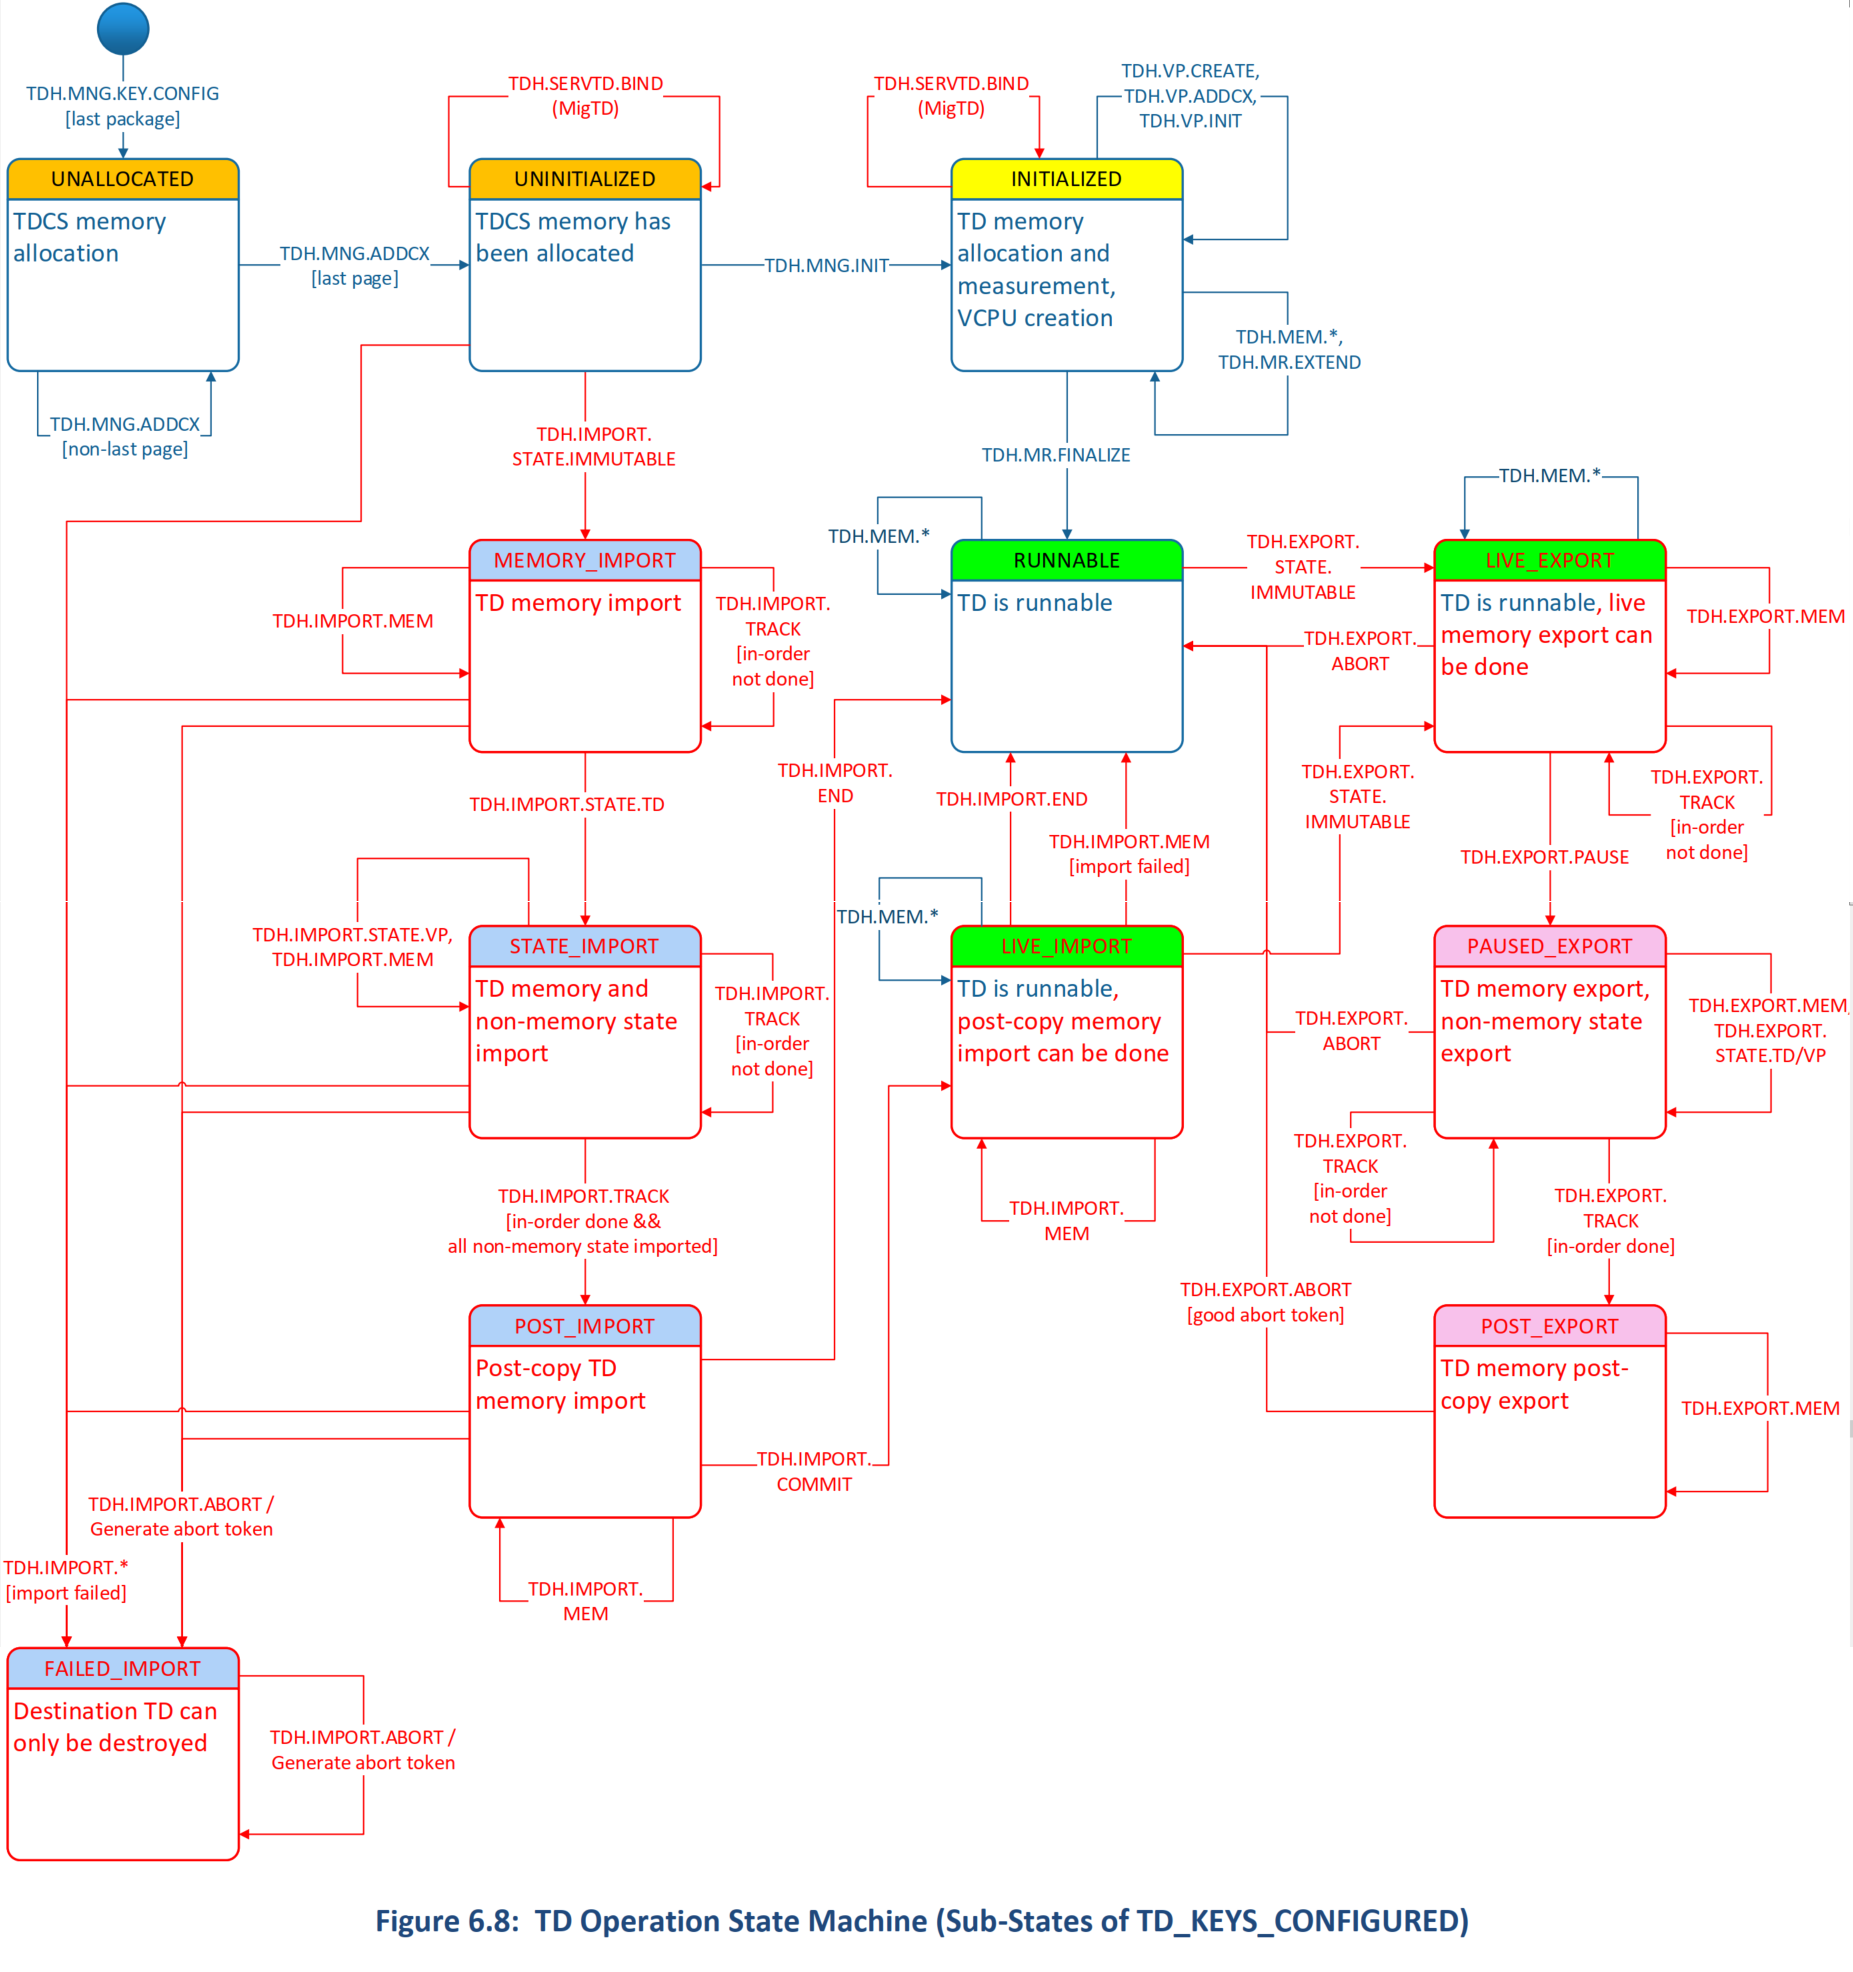 TDH.MNG.KEY.CONFIG
[last package]
TDH.SERVTD.BIND
(MigTD)
TDH.SERVTD.BIND
(MigTD)
TDH.VP.CREATE,
TDH.VP.ADDCX,
TDH.VP.INIT
UNALLOCATED
TDCS memory
allocation
TDH.MNG.ADDCX
[last page]
UNINITIALIZED
TDCS memory has
been allocated
TDH.MNG.INIT
INITIALIZED
TD memory
allocation and
measurement,
VCPU creation
TDH.MEM.*,
TDH.MR.EXTEND
TDH.MNG.ADDCX
[non-last page]
TDH.IMPORT.
STATE.IMMUTABLE
TDH.MR.FINALIZE
TDH.MEM.*
TDH.MEM.*
MEMORY_IMPORT
TD memory import
TDH.IMPORT.MEM
TDH.IMPORT.
TRACK
[in-order
not done]
RUNNABLE
TD is runnable
TDH.EXPORT.
STATE.
IMMUTABLE
TDH.EXPORT.
ABORT
LIVE_EXPORT
TD is runnable, live
memory export can
be done
TDH.EXPORT.MEM
TDH.IMPORT.STATE.TD
TDH.IMPORT.
END
TDH.IMPORT.END
TDH.IMPORT.MEM
[import failed]
TDH.EXPORT.
STATE.
IMMUTABLE
TDH.EXPORT.PAUSE
TDH.EXPORT.
TRACK
[in-order
not done]
TDH.IMPORT.STATE.VP,
TDH.IMPORT.MEM
STATE_IMPORT
TD memory and
non-memory state
import
TDH.IMPORT.
TRACK
[in-order
not done]
TDH.MEM.*
LIVE_IMPORT
TD is runnable,
post-copy memory
import can be done
TDH.EXPORT.
ABORT
PAUSED_EXPORT
TD memory export,
non-memory state
export
TDH.EXPORT.MEM,
TDH.EXPORT.
STATE.TD/VP
TDH.IMPORT.TRACK
[in-order done &&
all non-memory state imported]
TDH.IMPORT.
MEM
TDH.EXPORT.
TRACK
[in-order
not done]
TDH.EXPORT.
TRACK
[in-order done]
TDH.EXPORT.ABORT
[good abort token]
POST_IMPORT
Post-copy TD
memory import
TDH.IMPORT.
COMMIT
POST_EXPORT
TD memory post-
copy export
TDH.EXPORT.MEM
TDH.IMPORT.ABORT /
Generate abort token
TDH.IMPORT.*
[import failed]
TDH.IMPORT.
MEM
FAILED_IMPORT
Destination TD can
only be destroyed
TDH.IMPORT.ABORT /
Generate abort token
Figure 6.8: TD Operation State Machine (Sub-States of TD_KEYS_CONFIGURED)